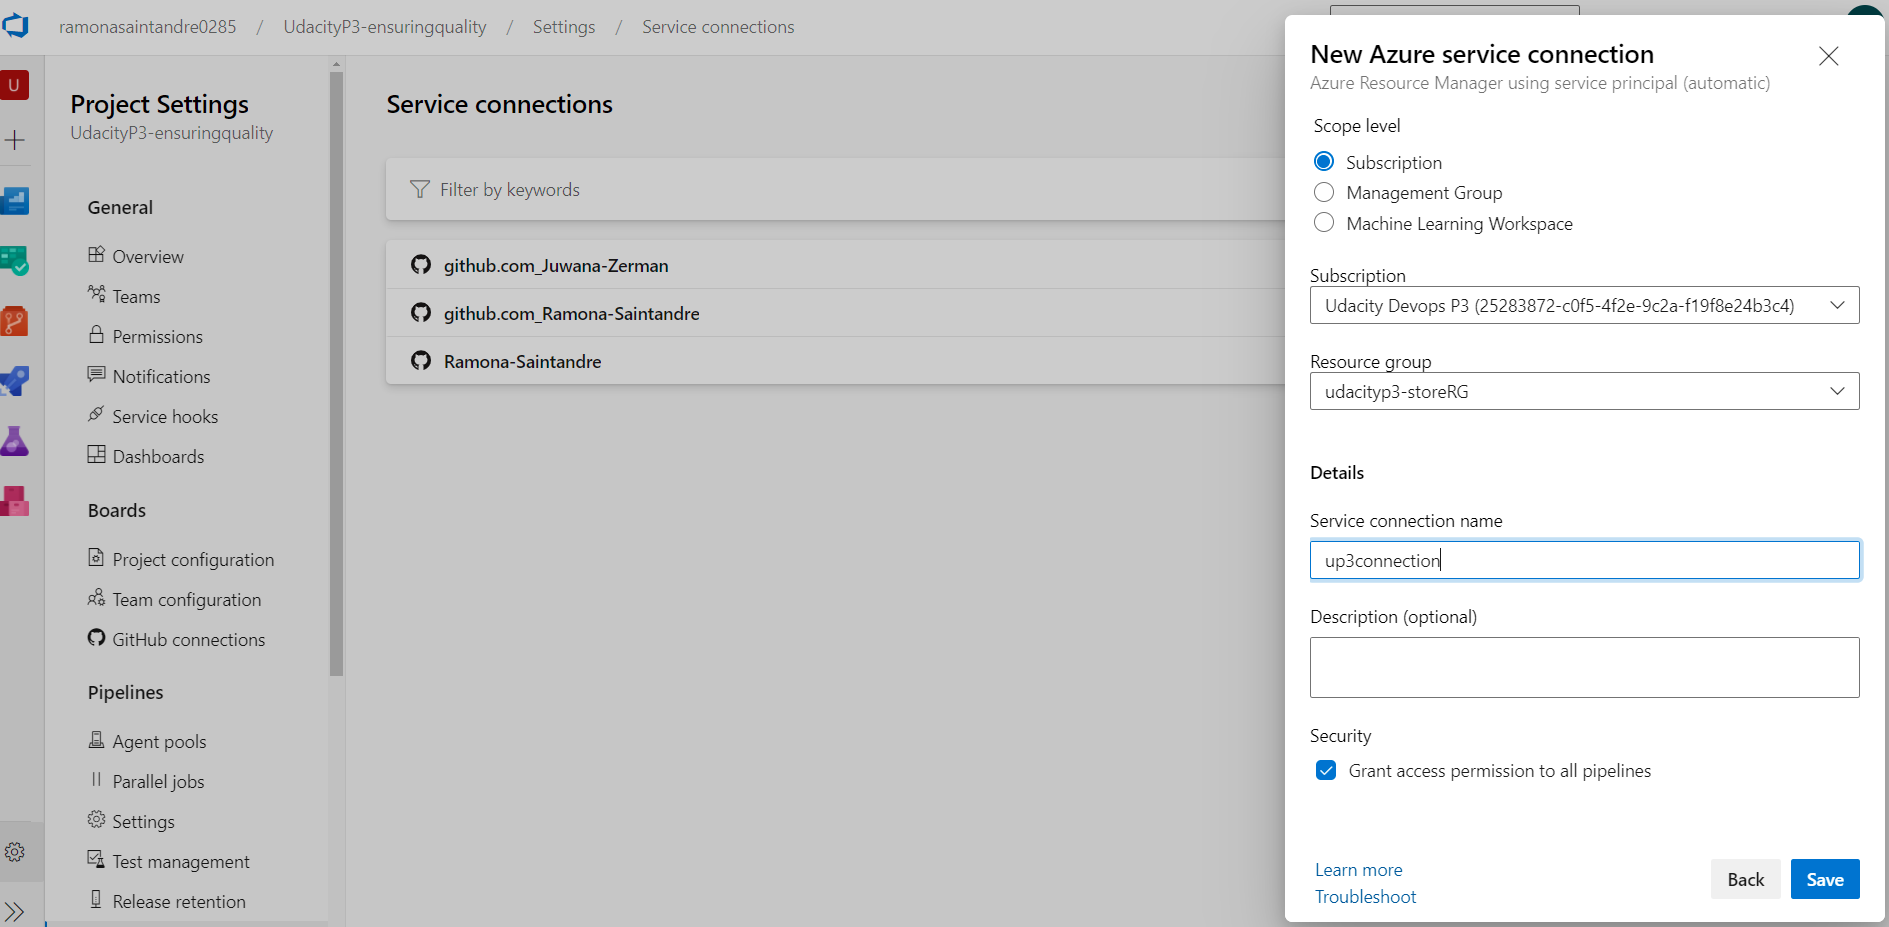 ramonasaintandre0285 / UdacityP3-ensuringquality / Settings / Service connections
U
Project Settings
UdacityP3-ensuringquality
General
Overview
Teams
Permissions
Notifications
Service hooks
Dashboards
Boards
Project configuration
Team configuration
GitHub connections
Pipelines
Agent pools
Parallel jobs
Settings
Test management
Release retention
Service connections
Filter by keywords
github.com_Juwana-Zerman
github.com_Ramona-Saintandre
Ramona-Saintandre
New Azure service connection
Azure Resource Manager using service principal (automatic)
Scope level
Subscription
Management Group
Machine Learning Workspace
Subscription
Udacity Devops P3 (25283872-c0f5-4f2e-9c2a-f19f8e24b3c4)
Resource group
udacityp3-storeRG
Details
Service connection name
up3connection
Description (optional)
Security
Grant access permission to all pipelines
Learn more
Troubleshoot
Back
Save